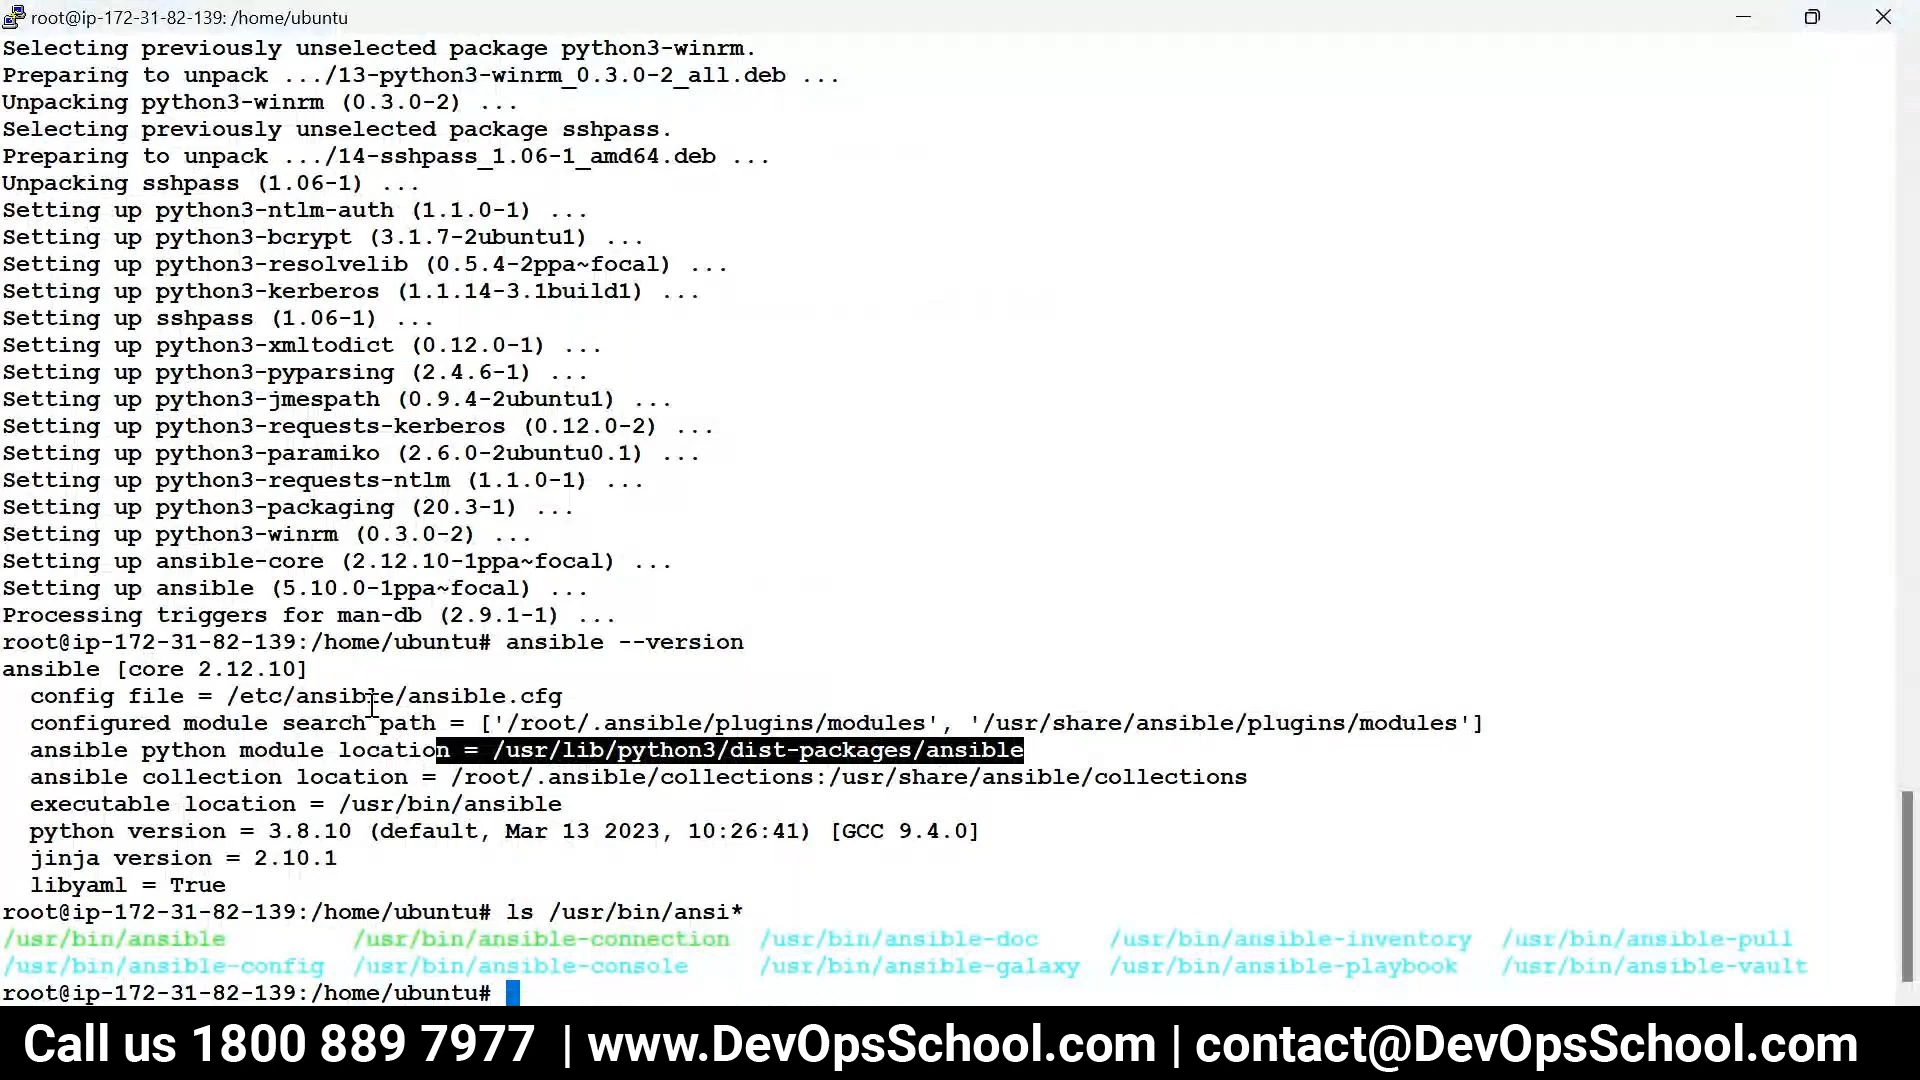 root@ip-172-31-82-139: /home/ubuntu
Selecting previously unselected package python3-winrm.
Preparing to unpack .../13-python3-winrm_0.3.0-2_all.deb ...
Unpacking python3-winrm (0.3.0-2) ...
Selecting previously unselected package sshpass.
Preparing to unpack .../14-sshpass_1.06-1_amd64.deb ...
Unpacking sshpass (1.06-1) ...
Setting up python3-ntlm-auth (1.1.0-1) ...
Setting up python3-bcrypt (3.1.7-2ubuntu1) ...
Setting up python3-resolvelib (0.5.4-2ppa~focal) ...
Setting up python3-kerberos (1.1.14-3.1build1) ...
Setting up sshpass (1.06-1) ...
Setting up python3-xmltodict (0.12.0-1) ...
Setting up python3-pyparsing (2.4.6-1) ...
Setting up python3-jmespath (0.9.4-2ubuntu1) ...
Setting up python3-requests-kerberos (0.12.0-2) ...
Setting up python3-paramiko (2.6.0-2ubuntu0.1) ...
Setting up python3-requests-ntlm (1.1.0-1) ...
Setting up python3-packaging (20.3-1) ...
Setting up python3-winrm (0.3.0-2) ...
Setting up ansible-core (2.12.10-1ppa~focal) ...
Setting up ansible (5.10.0-1ppa~focal) ...
Processing triggers for man-db (2.9.1-1) ...
root@ip-172-31-82-139:/home/ubuntu# ansible --version
ansible [core 2.12.10]
  config file = /etc/ansible/ansible.cfg
  configured module search path = ['/root/.ansible/plugins/modules', '/usr/share/ansible/plugins/modules']
  ansible python module location = /usr/lib/python3/dist-packages/ansible
  ansible collection location = /root/.ansible/collections:/usr/share/ansible/collections
  executable location = /usr/bin/ansible
  python version = 3.8.10 (default, Mar 13 2023, 10:26:41) [GCC 9.4.0]
  jinja version = 2.10.1
  libyaml = True
root@ip-172-31-82-139:/home/ubuntu# ls /usr/bin/ansi*
/usr/bin/ansible /usr/bin/ansible-connection /usr/bin/ansible-doc /usr/bin/ansible-inventory /usr/bin/ansible-pull
/usr/bin/ansible-config /usr/bin/ansible-console /usr/bin/ansible-galaxy /usr/bin/ansible-playbook /usr/bin/ansible-vault
root@ip-172-31-82-139:/home/ubuntu#
Call us 1800 889 7977 | www.DevOpsSchool.com | contact@DevOpsSchool.com